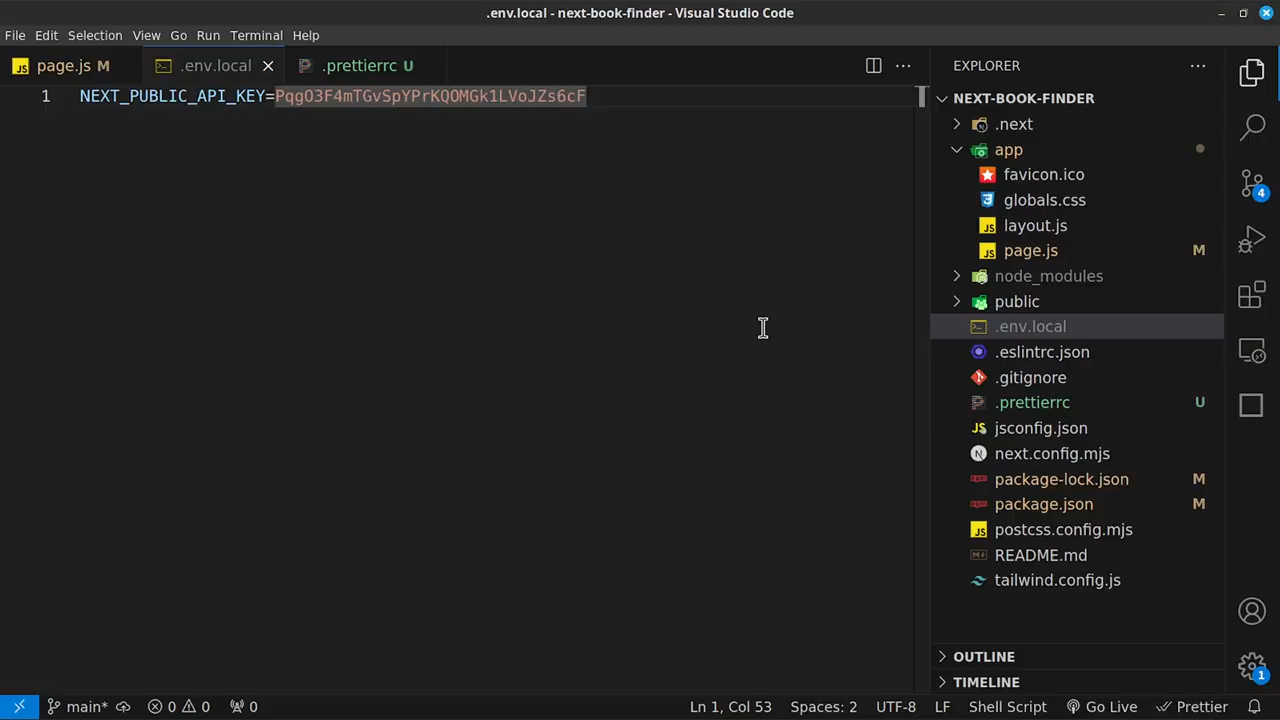 .env.local - next-book-finder - Visual Studio Code
File Edit Selection View Go Run Terminal Help
page.js M
.env.local
.prettierrc U
1 NEXT_PUBLIC_API_KEY=PqgO3F4mTGvSpYPrKQOMGk1LVoJZs6cF
EXPLORER
NEXT-BOOK-FINDER
.next
app
favicon.ico
globals.css
layout.js
page.js M
node_modules
public
.env.local
.eslintrc.json
.gitignore
.prettierrc U
jsconfig.json
next.config.mjs
package-lock.json M
package.json M
postcss.config.mjs
README.md
tailwind.config.js
OUTLINE
TIMELINE
4
1
main* 0 0 0 Ln 1, Col 53 Spaces: 2 UTF-8 LF Shell Script Go Live Prettier